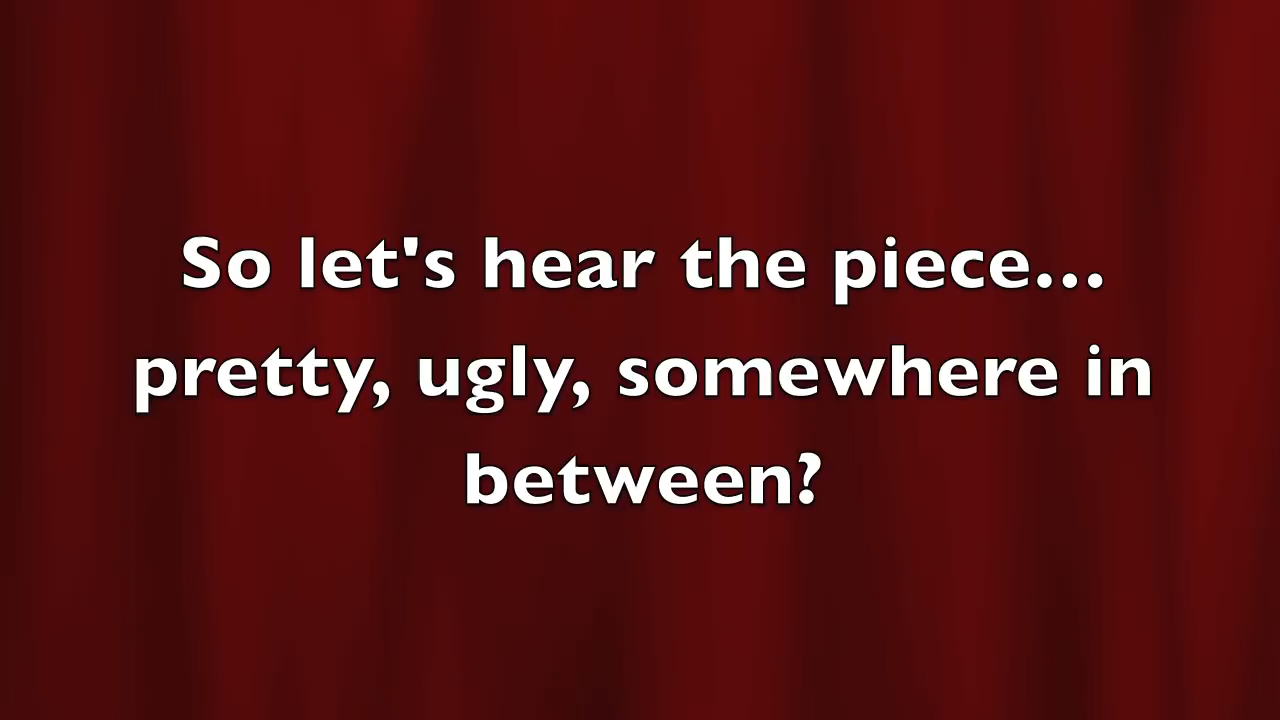 So let's hear the piece...
pretty, ugly, somewhere in
between?